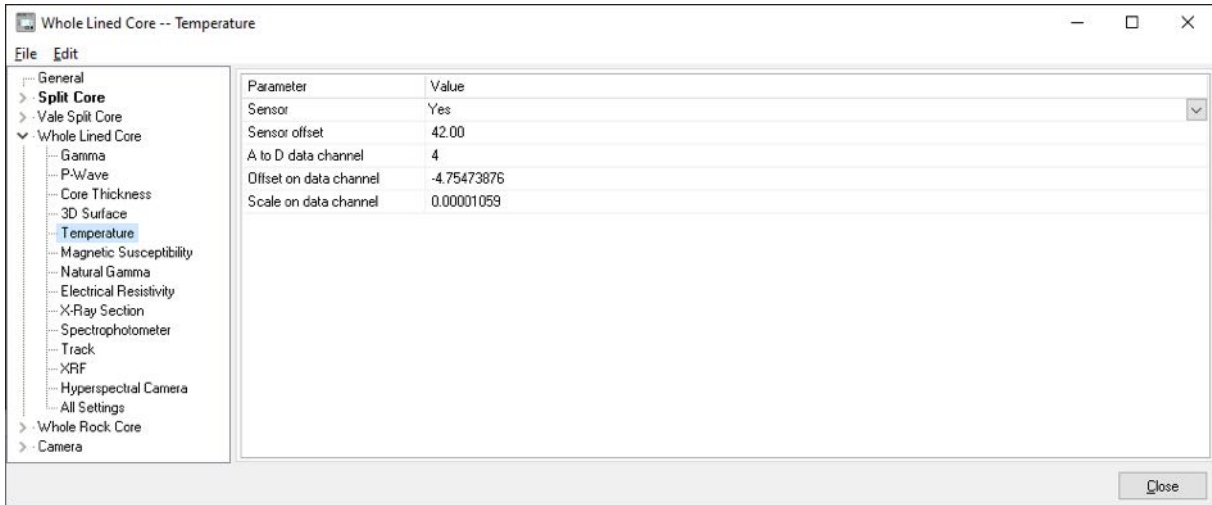 Whole Lined Core -- Temperature
File Edit
General
Split Core
Vale Split Core
Whole Lined Core
Gamma
P-Wave
Core Thickness
3D Surface
Temperature
Magnetic Susceptibility
Natural Gamma
Electrical Resistivity
X-Ray Section
Spectrophotometer
Track
XRF
Hyperspectral Camera
All Settings
Whole Rock Core
Camera
Parameter Value
Sensor Yes
Sensor offset 42.00
A to D data channel 4
Offset on data channel -4.75473876
Scale on data channel 0.00001059
Close